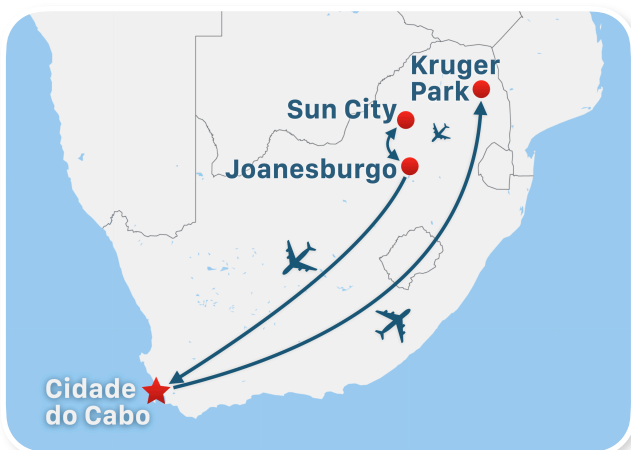 Kruger
Park
Sun City
Joanesburgo
Cidade
do Cabo